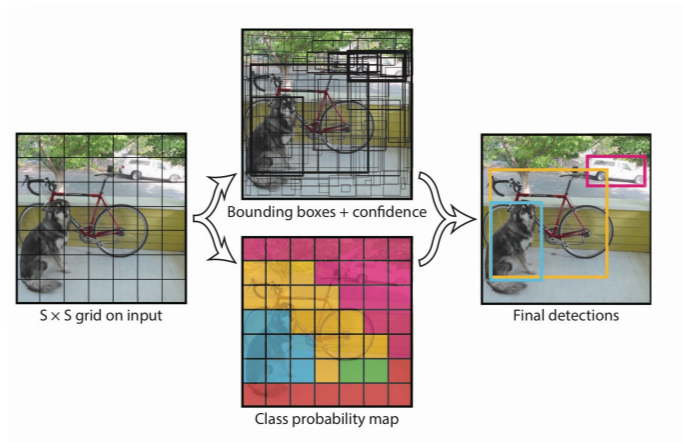 S × S grid on input
Bounding boxes + confidence
Class probability map
Final detections